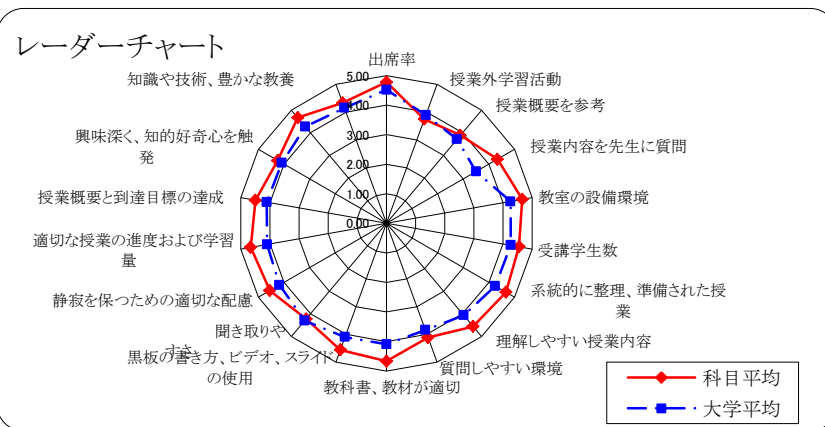 レーダーチャート
出席率
授業外学習活動
授業概要を参考
授業内容を先生に質問
教室の設備環境
受講学生数
系統的に整理、準備された授
業
理解しやすい授業内容
質問しやすい環境
教科書、教材が適切
黒板の書き方、ビデオ、スライド
の使用
聞き取りや
すさ
静寂を保つための適切な配慮
適切な授業の進度および学習
量
授業概要と到達目標の達成
興味深く、知的好奇心を触
発
知識や技術、豊かな教養
5.00
4.00
3.00
2.00
1.00
0.00
科目平均
大学平均